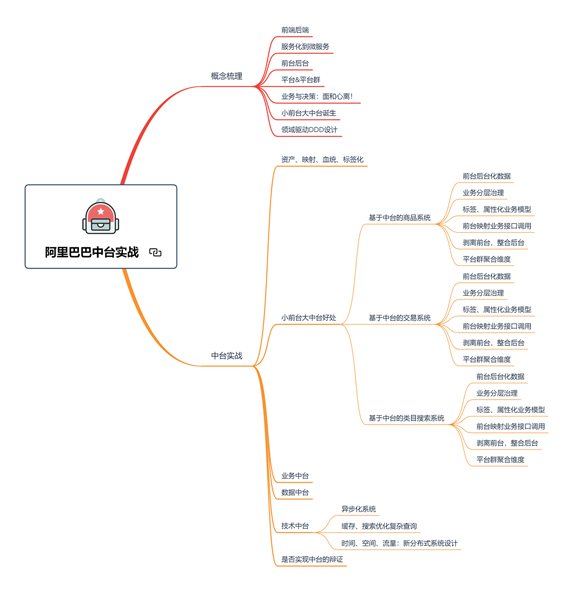 阿里巴巴中台实战
概念梳理
前端后端
服务化到微服务
前台后台
平台&平台群
业务与决策：面和心离！
小前台大中台诞生
领域驱动DDD设计
中台实战
资产、映射、血统、标签化
小前台大中台好处
基于中台的商品系统
前台后台化数据
业务分层治理
标签、属性化业务模型
前台映射业务接口调用
剥离前台，整合后台
平台群聚合维度
基于中台的交易系统
前台后台化数据
业务分层治理
标签、属性化业务模型
前台映射业务接口调用
剥离前台，整合后台
平台群聚合维度
基于中台的类目搜索系统
前台后台化数据
业务分层治理
标签、属性化业务模型
前台映射业务接口调用
剥离前台，整合后台
平台群聚合维度
业务中台
数据中台
技术中台
异步化系统
缓存、搜索优化复杂查询
时间、空间、流量：新分布式系统设计
是否实现中台的辩证